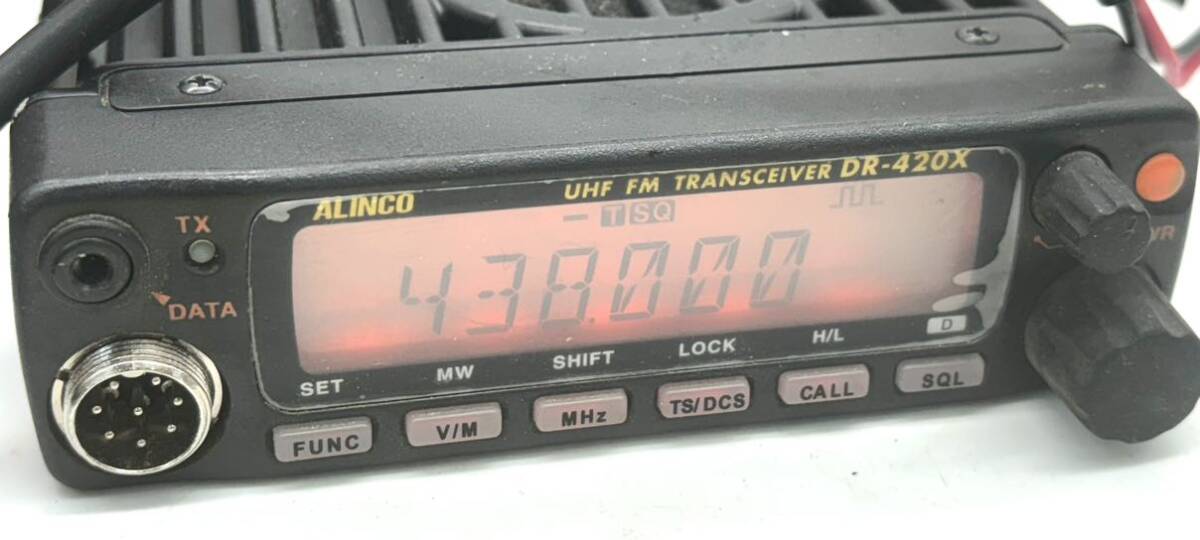 ALINCO
UHF FM TRANSCEIVER DR-420X
TX
DATA
– T SQ
438.000
SET MW SHIFT LOCK H/L D
FUNC V/M MHz TS/DCS CALL SQL